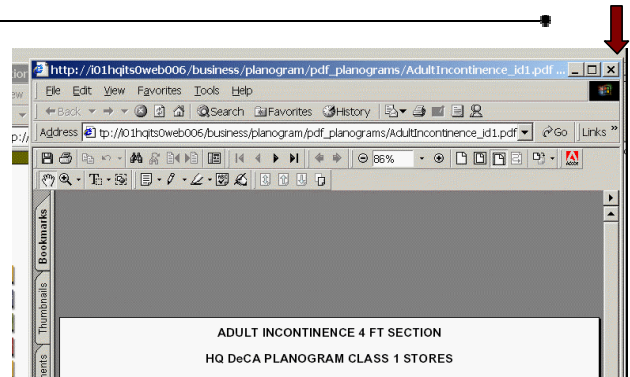 http://i01hqits0web006/business/planogram/pdf_planograms/AdultIncontinence_id1.pdf ...
File Edit View Favorites Tools Help
Back Search Favorites History
Address tp://i01hqits0web006/business/planogram/pdf_planograms/AdultIncontinence_id1.pdf Go Links »
86%
Bookmarks
Thumbnails
ADULT INCONTINENCE 4 FT SECTION
HQ DeCA PLANOGRAM CLASS 1 STORES